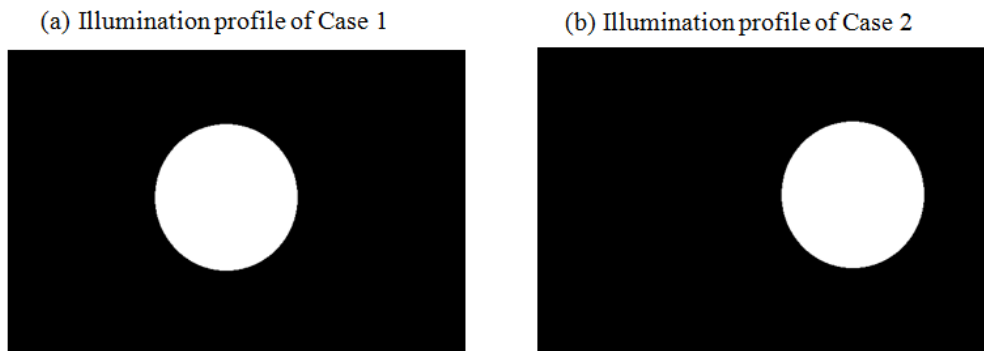 (a) Illumination profile of Case 1
(b) Illumination profile of Case 2